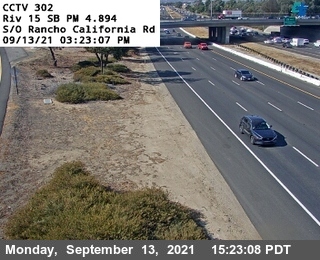 CCTV 302
Riv 15 SB PM 4.894
S/O Rancho California Rd
09/13/21 03:23:07 PM
Monday, September 13, 2021 15:23:08 PDT